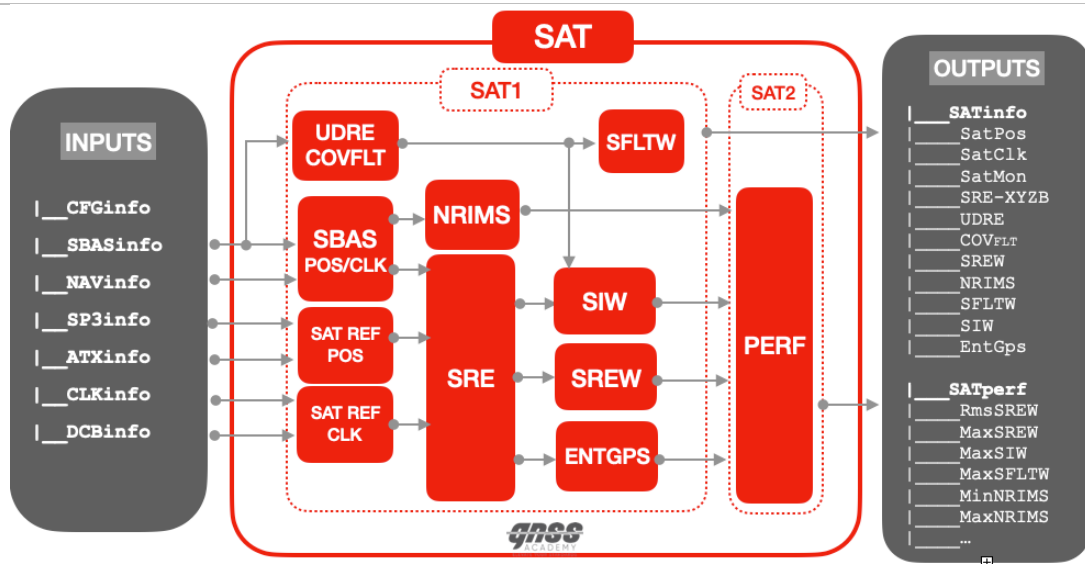 SAT
INPUTS
|__CFGinfo
|__SBASinfo
|__NAVinfo
|__SP3info
|__ATXinfo
|__CLKinfo
|__DCBinfo
SAT1
UDRE
COVFLT
SFLTW
SBAS
POS/CLK
NRIMS
SAT REF
POS
SAT REF
CLK
SRE
SIW
SREW
ENTGPS
SAT2
PERF
gnss
ACADEMY
OUTPUTS
|___SATinfo
|____SatPos
|____SatClk
|____SatMon
|____SRE-XYZB
|____UDRE
|____COVFLT
|____SREW
|____NRIMS
|____SFLTW
|____SIW
|____EntGps
|___SATperf
|____RmsSREW
|____MaxSREW
|____MaxSIW
|____MaxSFLTW
|____MinNRIMS
|____MaxNRIMS
|____…